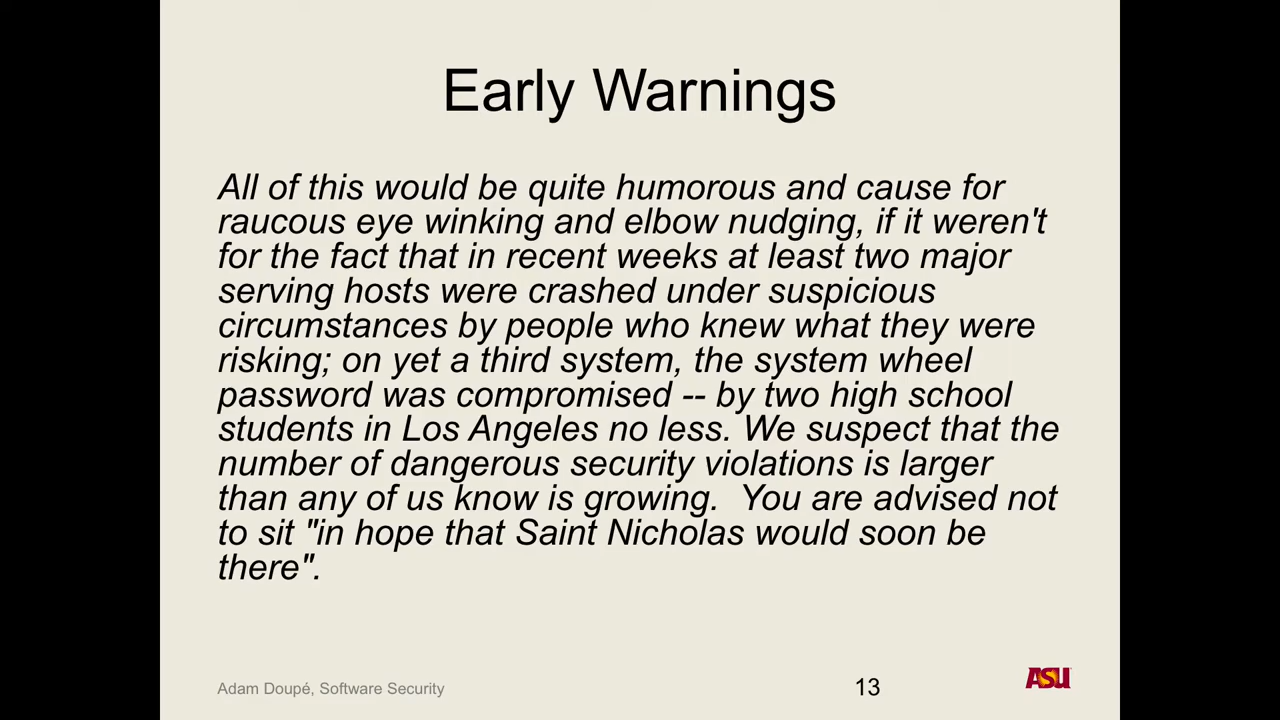 Early Warnings
All of this would be quite humorous and cause for
raucous eye winking and elbow nudging, if it weren't
for the fact that in recent weeks at least two major
serving hosts were crashed under suspicious
circumstances by people who knew what they were
risking; on yet a third system, the system wheel
password was compromised -- by two high school
students in Los Angeles no less. We suspect that the
number of dangerous security violations is larger
than any of us know is growing.  You are advised not
to sit "in hope that Saint Nicholas would soon be
there".
Adam Doupé, Software Security
13
ASU